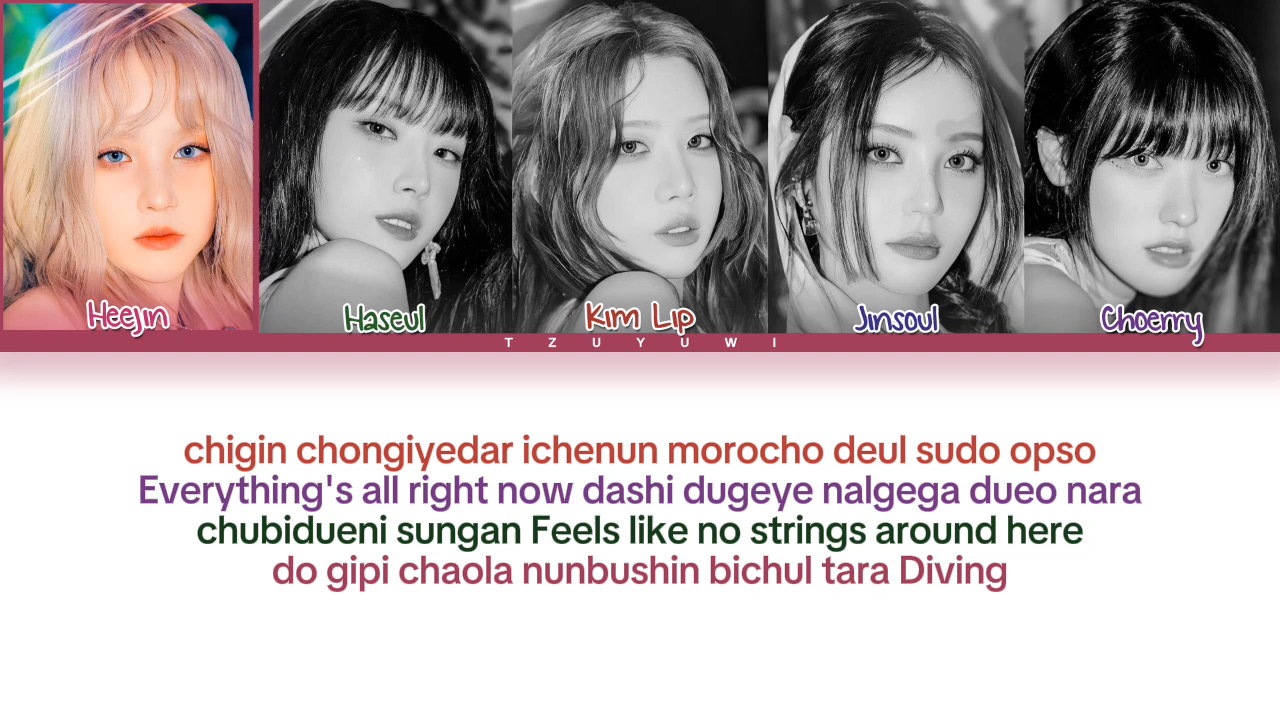 Heejin
Haseul
Kim Lip
Jinsoul
Choerry
T Z U Y U W I
chigin chongiyedar ichenun morocho deul sudo opso
Everything's all right now dashi dugeye nalgega dueo nara
chubidueni sungan Feels like no strings around here
do gipi chaola nunbushin bichul tara Diving